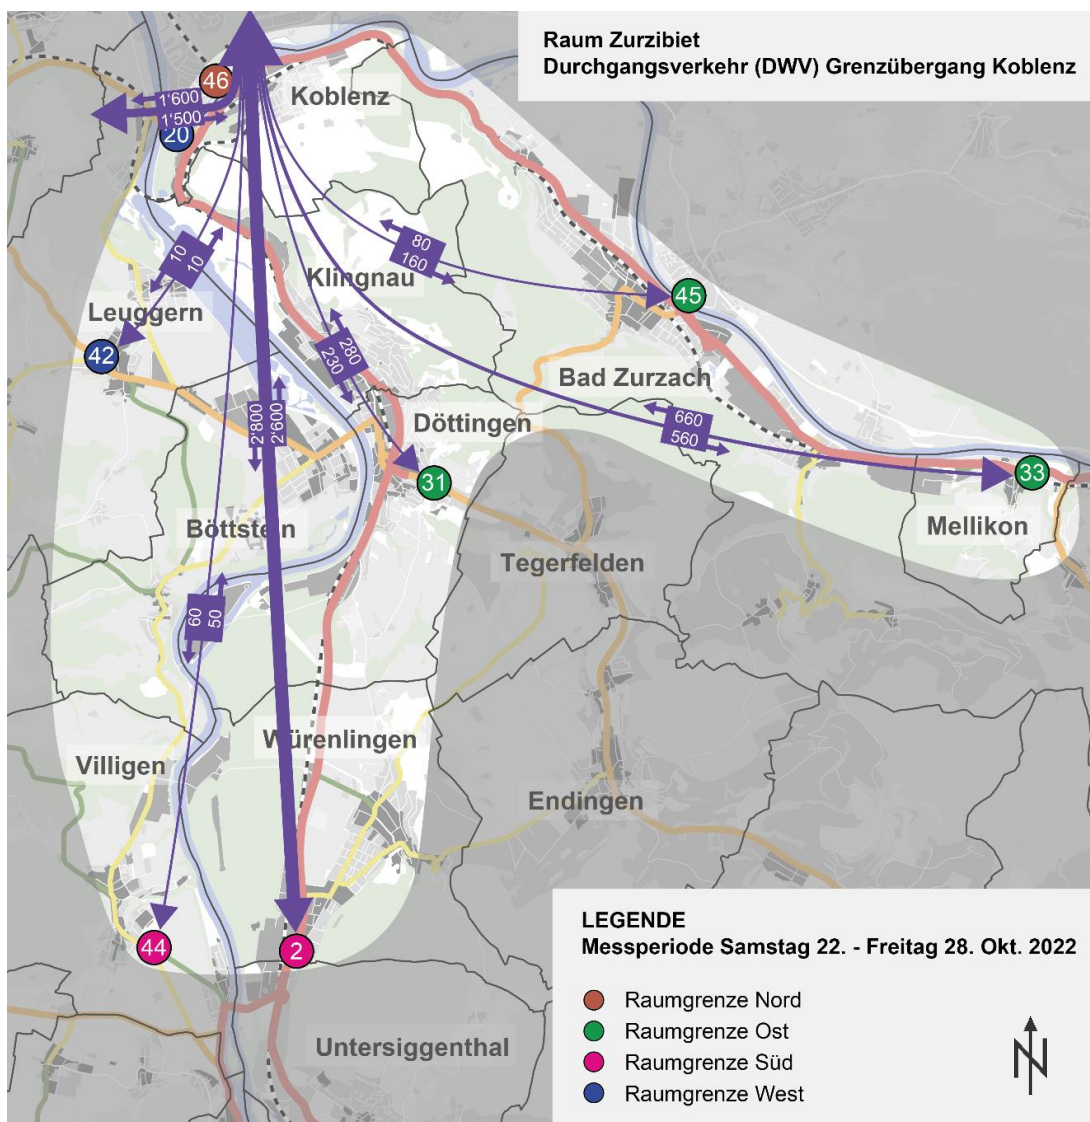 Raum Zurzibiet
Durchgangsverkehr (DWV) Grenzübergang Koblenz
46
1'600
1'500
20
Koblenz
80
160
10
10
Klingnau
45
Leuggern
280
230
42
Bad Zurzach
2'800
2'600
Döttingen
660
560
31
33
Böttstein
Mellikon
Tegerfelden
60
50
Würenlingen
Villigen
Endingen
44
2
Untersiggenthal
LEGENDE
Messperiode Samstag 22. - Freitag 28. Okt. 2022
Raumgrenze Nord
Raumgrenze Ost
Raumgrenze Süd
Raumgrenze West
N